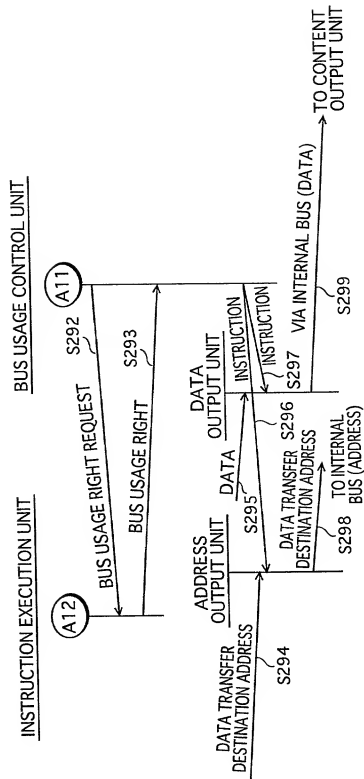 INSTRUCTION EXECUTION UNIT
BUS USAGE CONTROL UNIT
A12
A11
BUS USAGE RIGHT REQUEST
S292
BUS USAGE RIGHT
S293
ADDRESS
OUTPUT UNIT
DATA
OUTPUT UNIT
DATA TRANSFER
DESTINATION ADDRESS
S294
DATA
S295
INSTRUCTION
S296
INSTRUCTION
S297
DATA TRANSFER
DESTINATION ADDRESS
S298
TO INTERNAL
BUS (ADDRESS)
VIA INTERNAL BUS (DATA)
S299
TO CONTENT
OUTPUT UNIT